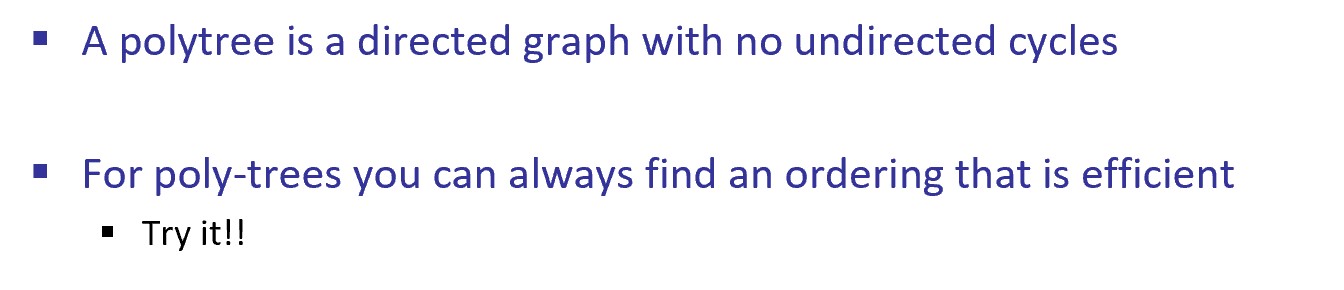 ▪ A polytree is a directed graph with no undirected cycles
▪ For poly-trees you can always find an ordering that is efficient
▪ Try it!!